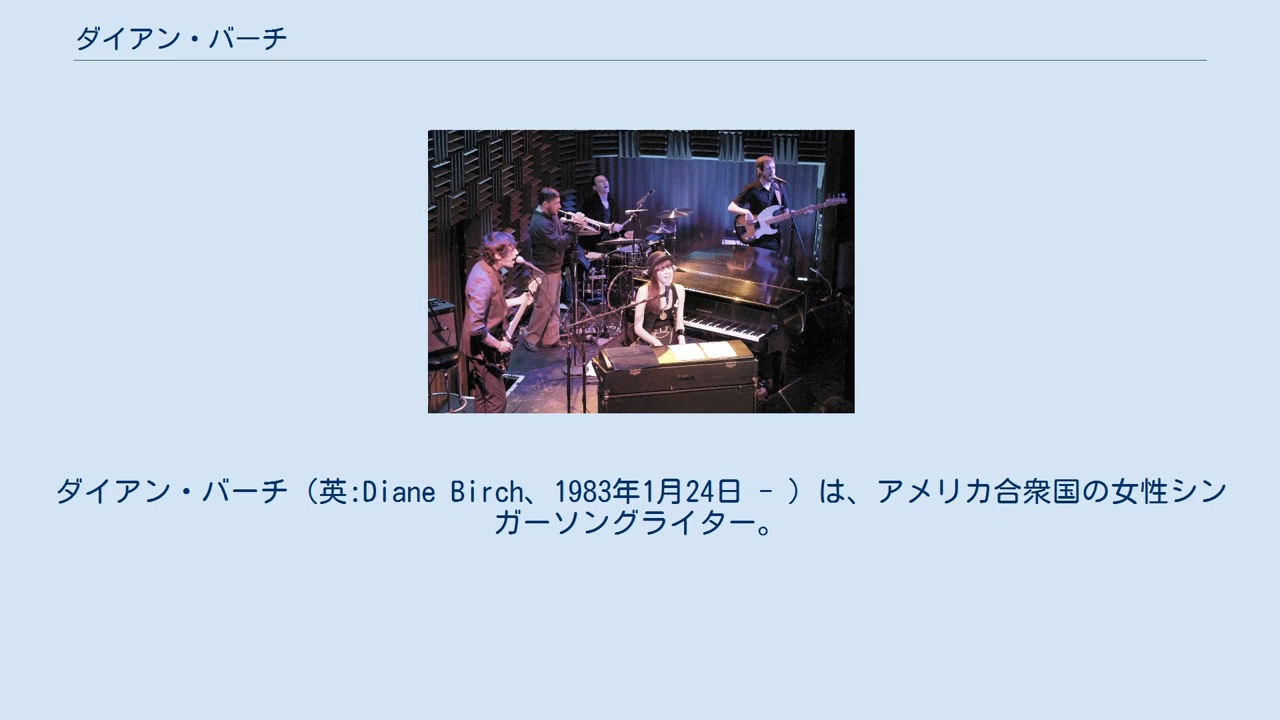 ダイアン・バーチ
ダイアン・バーチ（英:Diane Birch、1983年1月24日 - ）は、アメリカ合衆国の女性シン
ガーソングライター。